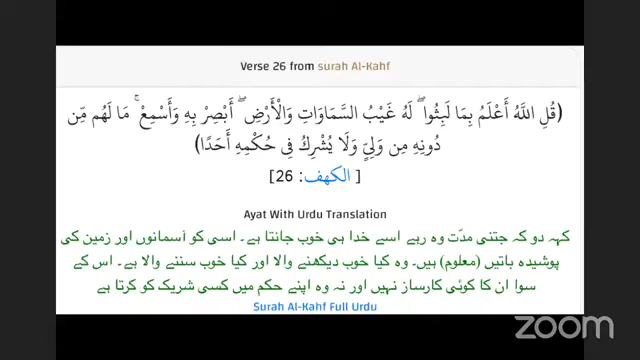 Verse 26 from surah Al-Kahf
﴿قُلِ اللَّهُ أَعْلَمُ بِمَا لَبِثُوا ۖ لَهُ غَيْبُ السَّمَاوَاتِ وَالْأَرْضِ ۖ أَبْصِرْ بِهِ وَأَسْمِعْ ۚ مَا لَهُم مِّن
دُونِهِ مِن وَلِيٍّ وَلَا يُشْرِكُ فِي حُكْمِهِ أَحَدًا﴾
[ الكهف: 26]
Ayat With Urdu Translation
کہہ دو کہ جتنی مدّت وہ رہے اسے خدا ہی خوب جانتا ہے۔ اسی کو آسمانوں اور زمین کی
پوشیدہ باتیں (معلوم) ہیں۔ وہ کیا خوب دیکھنے والا اور کیا خوب سننے والا ہے۔ اس کے
سوا ان کا کوئی کارساز نہیں اور نہ وہ اپنے حکم میں کسی شریک کو کرتا ہے
Surah Al-Kahf Full Urdu
zoom